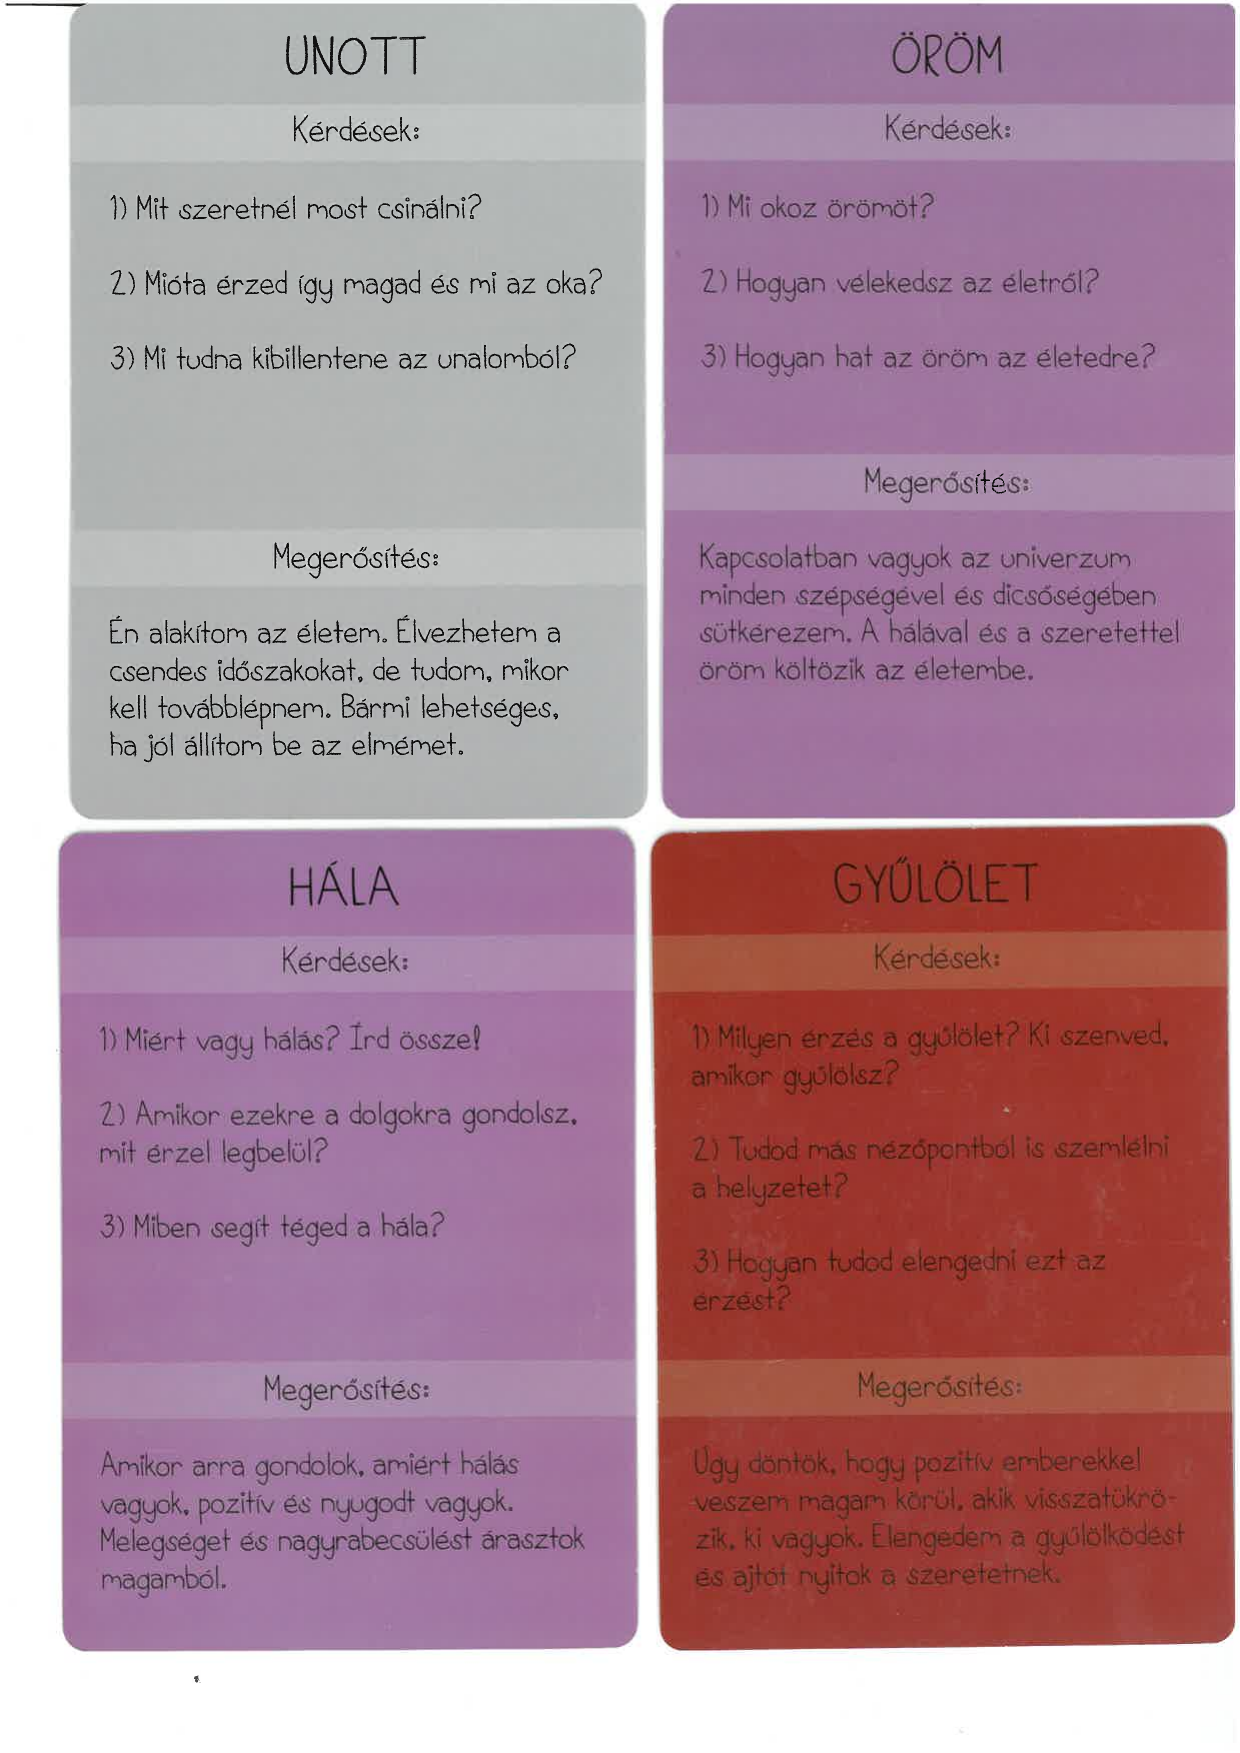 UNOTT
Kérdések:
1) Mit szeretnél most csinálni?
2) Mióta érzed így magad és mi az oka?
3) Mi tudna kibillentene az unalomból?
Megerősítés:
Én alakítom az életem. Élvezhetem a
csendes időszakokat, de tudom, mikor
kell továbblépnem. Bármi lehetséges,
ha jól állítom be az elmémet.
ÖRÖM
Kérdések:
1) Mi okoz örömöt?
2) Hogyan vélekedsz az életről?
3) Hogyan hat az öröm az életedre?
Megerősítés:
Kapcsolatban vagyok az univerzum
minden szépségével és dicsőségében
sütkérezem. A hálával és a szeretettel
öröm költözik az életembe.
HÁLA
Kérdések:
1) Miért vagy hálás? Írd össze!
2) Amikor ezekre a dolgokra gondolsz,
mit érzel legbelül?
3) Miben segít téged a hála?
Megerősítés:
Amikor arra gondolok, amiért hálás
vagyok, pozitív és nyugodt vagyok.
Melegséget és nagyrabecsülést árasztok
magamból.
GYŰLÖLET
Kérdések:
1) Milyen érzés a gyűlölet? Ki szenved,
amikor gyűlölsz?
2) Tudod más nézőpontból is szemlélni
a helyzetet?
3) Hogyan tudod elengedni ezt az
érzést?
Megerősítés:
Úgy döntök, hogy pozitív emberekkel
veszem magam körül, akik visszatükrö-
zik, ki vagyok. Elengedem a gyűlölködést
és ajtót nyitok a szeretetnek.